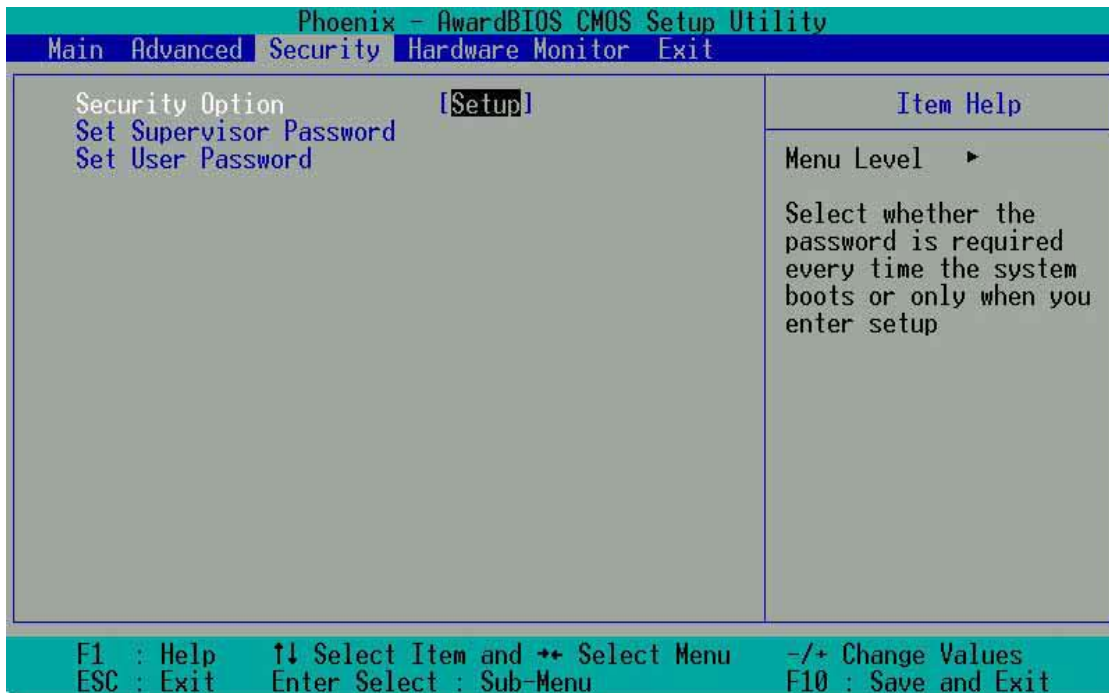 Phoenix - AwardBIOS CMOS Setup Utility
Main Advanced Security Hardware Monitor Exit
Security Option [Setup]
Set Supervisor Password
Set User Password
Item Help
Menu Level ►
Select whether the
password is required
every time the system
boots or only when you
enter setup
F1 : Help ↑↓ Select Item and →← Select Menu -/+ Change Values
ESC : Exit Enter Select : Sub-Menu F10 : Save and Exit